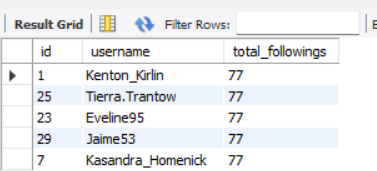 Result Grid Filter Rows:
id username total_followings
1 Kenton_Kirlin 77
25 Tierra.Trantow 77
23 Eveline95 77
29 Jaime53 77
7 Kasandra_Homenick 77